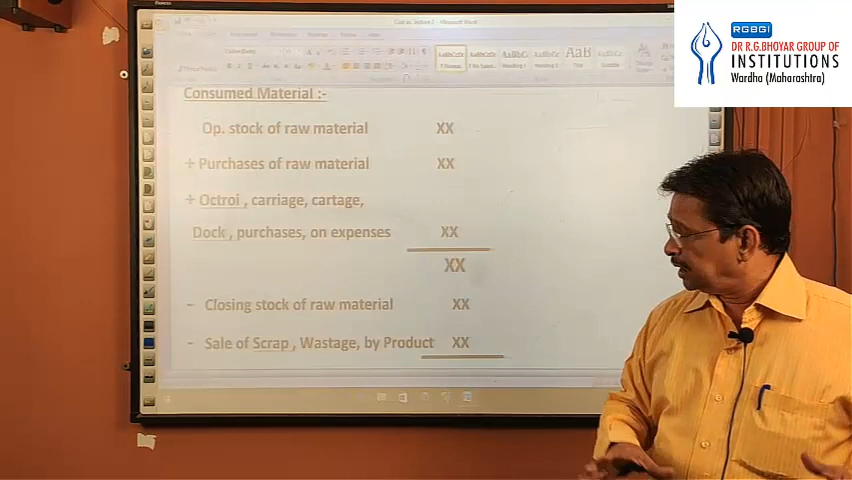 RGBGI
DR R.G.BHOYAR GROUP OF
INSTITUTIONS
Wardha (Maharashtra)
Consumed Material :-
Op. stock of raw material XX
+ Purchases of raw material XX
+ Octroi , carriage, cartage,
Dock , purchases, on expenses XX
XX
- Closing stock of raw material XX
- Sale of Scrap , Wastage, by Product XX